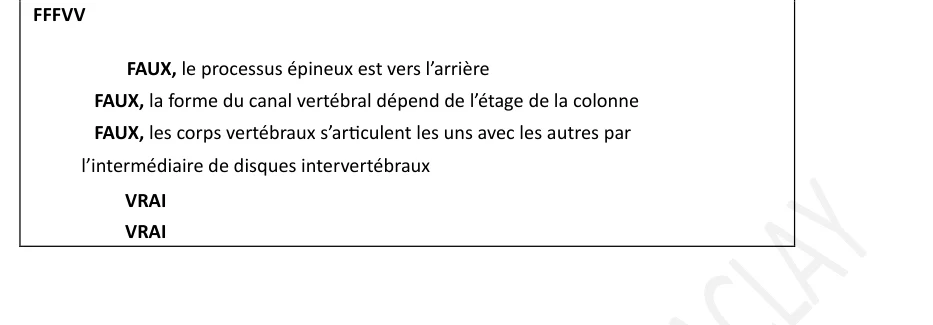 FFFVV
FAUX, le processus épineux est vers l’arrière
FAUX, la forme du canal vertébral dépend de l’étage de la colonne
FAUX, les corps vertébraux s’articulent les uns avec les autres par
l’intermédiaire de disques intervertébraux
VRAI
VRAI
CLAY